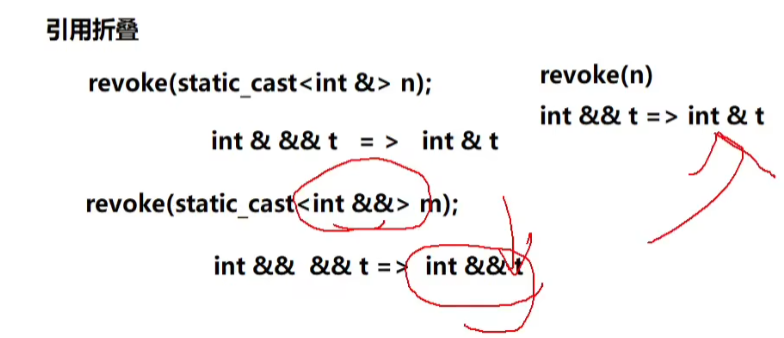 引用折叠
revoke(static_cast<int &> n);
int & && t = > int & t
revoke(static_cast<int &&> m);
int && && t = > int && t
revoke(n)
int && t = > int & t